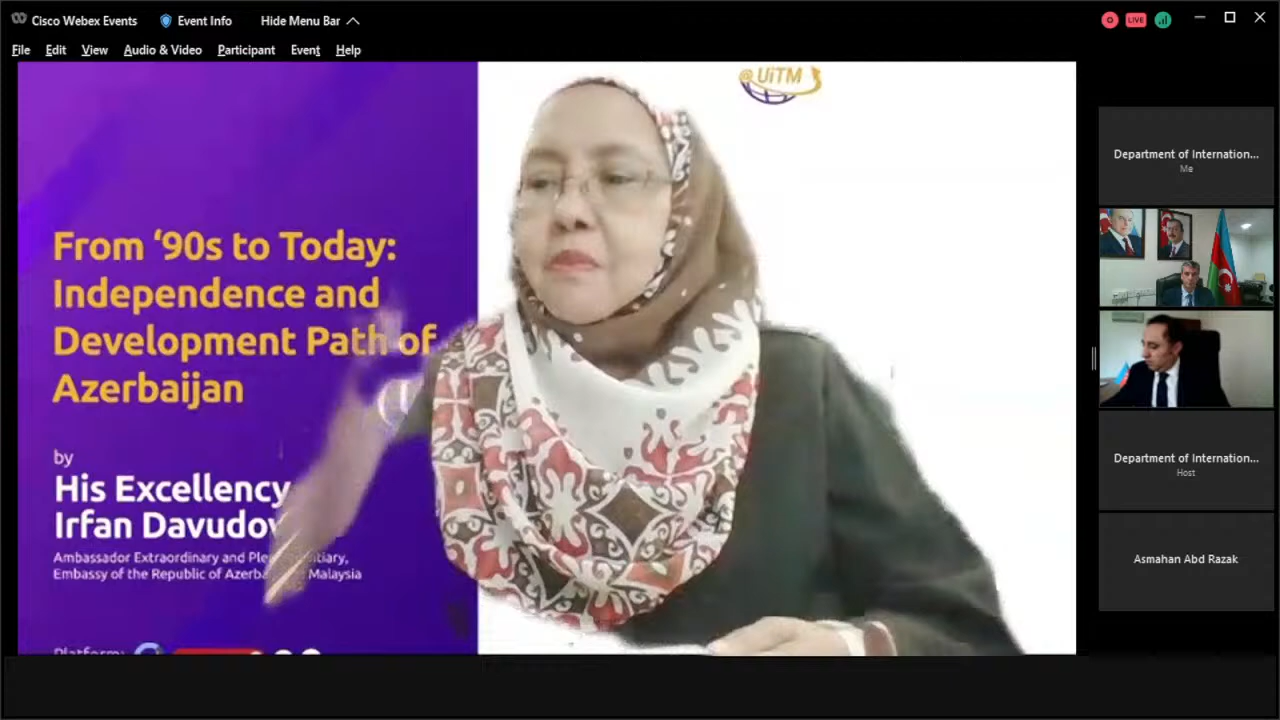 Cisco Webex Events
Event Info
Hide Menu Bar
File Edit View Audio & Video Participant Event Help
@ UiTM
From ‘90s to Today:
Independence and
Development Path of
Azerbaijan
by
His Excellency
Irfan Davudov
Ambassador Extraordinary and
Embassy of the Republic of Malaysia
Platform:
LIVE
Department of Internation...
Me
Department of Internation...
Host
Asmahan Abd Razak